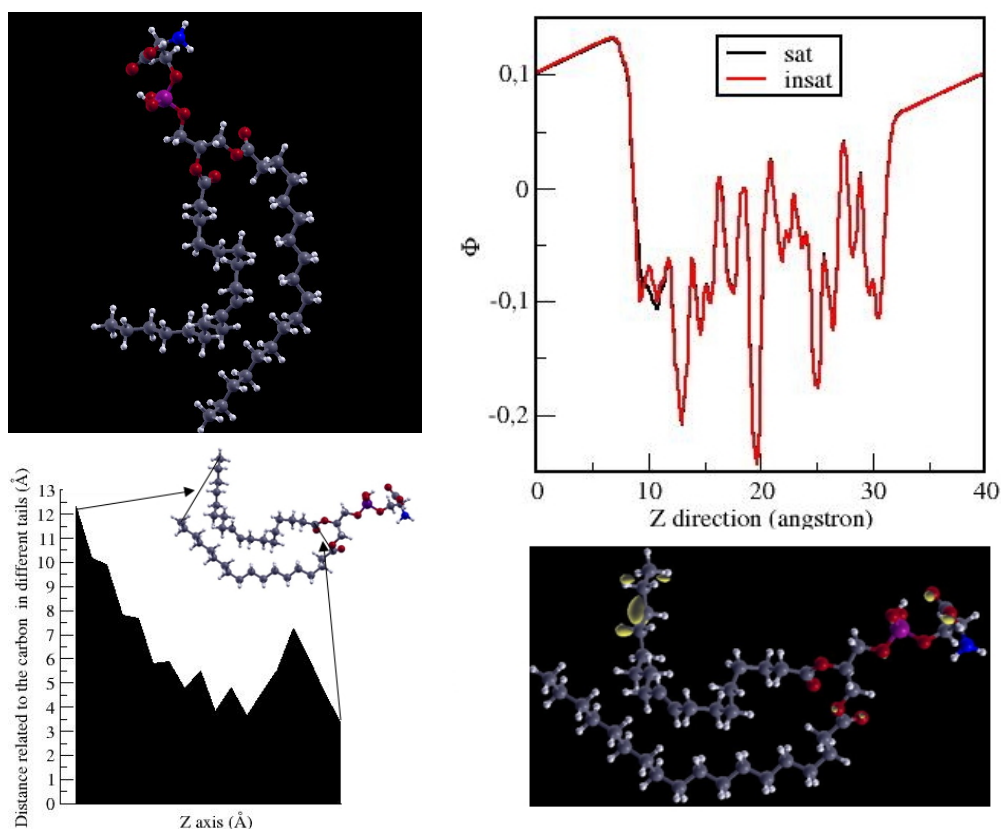 sat
insat
0,1
0
-0,1
-0,2
Φ
0 10 20 30 40
Z direction (angstron)
Distance related to the carbon in different tails (Å)
13
12
11
10
9
8
7
6
5
4
3
2
1
0
Z axis (Å)